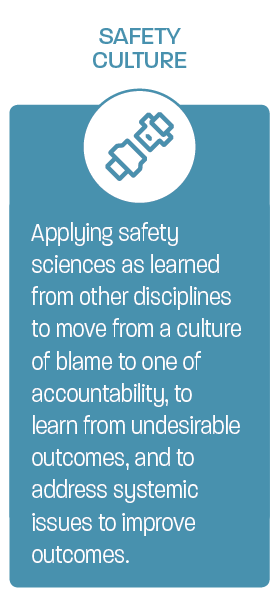 SAFETY
CULTURE
Applying safety
sciences as learned
from other disciplines
to move from a culture
of blame to one of
accountability, to
learn from undesirable
outcomes, and to
address systemic
issues to improve
outcomes.